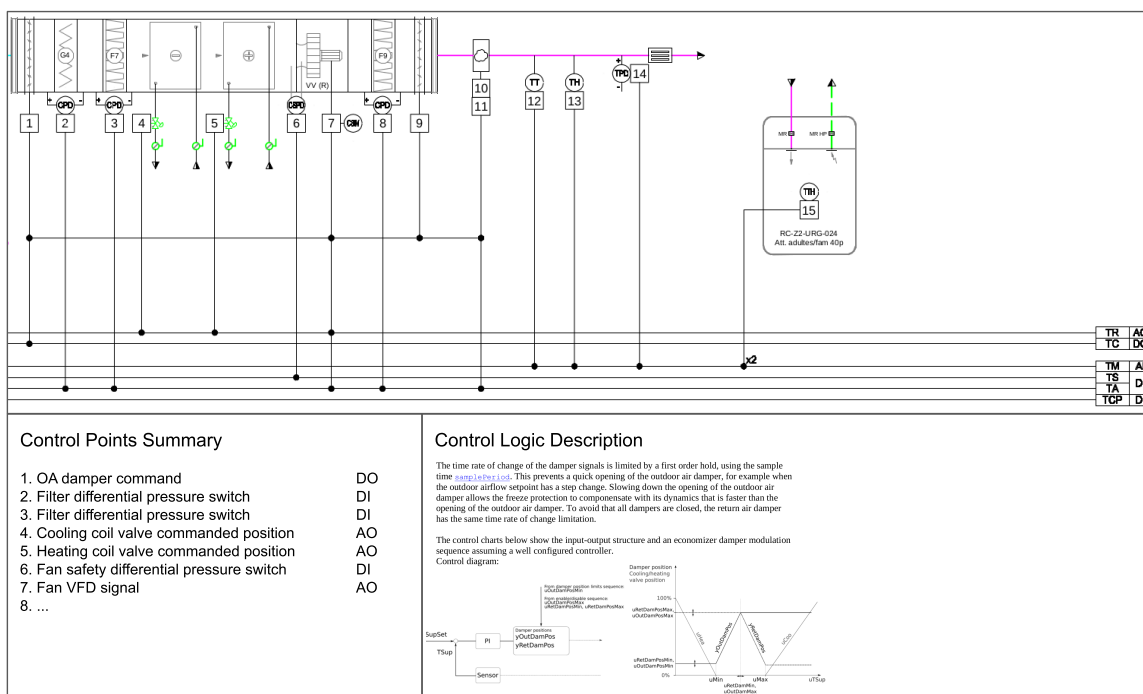 G4
F7
F9
VV (R)
CPD
CPD
CSPD
CPD
1
2
3
4
5
6
7
8
9
10
11
TT
12
TH
13
TPD
14
MR
MR HP
TTH
15
RC-Z2-URG-024
Att. adultes/fam 40p
x2
TR
TC
TM
TS
TA
TCP
Control Points Summary
1. OA damper command DO
2. Filter differential pressure switch DI
3. Filter differential pressure switch DI
4. Cooling coil valve commanded position AO
5. Heating coil valve commanded position AO
6. Fan safety differential pressure switch DI
7. Fan VFD signal AO
8. ...
Control Logic Description
The time rate of change of the damper signals is limited by a first order hold, using the sample
time samplePeriod. This prevents a quick opening of the outdoor air damper, for example when
the outdoor airflow setpoint has a step change. Slowing down the opening of the outdoor air
damper allows the freeze protection to componensate with its dynamics that is faster than the
opening of the outdoor air damper. To avoid that all dampers are closed, the return air damper
has the same time rate of change limitation.
The control charts below show the input-output structure and an economizer damper modulation
sequence assuming a well configured controller.
Control diagram:
From damper position limits sequence:
uOutDamPosMin
From enable/disable sequence:
uOutDamPosMax
uRetDamPosMin, uRetDamPosMax
SupSet
TSup
PI
Damper positions
yOutDamPos
yRetDamPos
Sensor
Damper position
Cooling/heating
valve position
100%
uRetDamPosMax,
uOutDamPosMax
uHea
yOutDamPos
yRetDamPos
uCoo
uRetDamPosMin,
uOutDamPosMin
0%
uMin
uMax
uTSup
uRetDamMin,
uOutDamMax